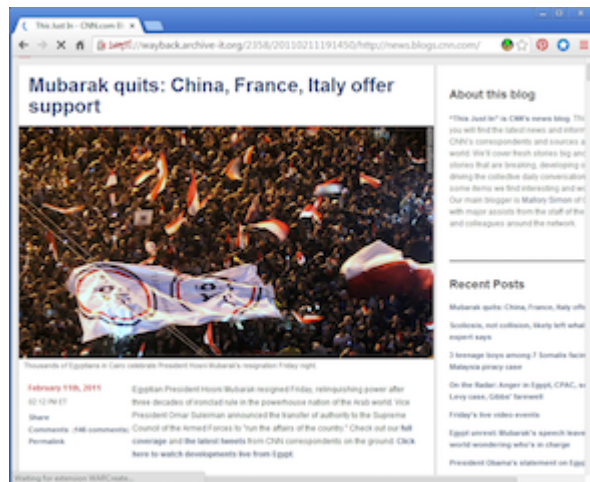 This Just In - CNN.com Bl
https://wayback.archive-it.org/2358/20110211191450/http://news.blogs.cnn.com/
Mubarak quits: China, France, Italy offer
support
Thousands of Egyptians in Cairo celebrate President Hosni Mubarak's resignation Friday night.
February 11th, 2011
02:12 PM ET
Share
Comments (146 comments)
Permalink
Egyptian President Hosni Mubarak resigned Friday, relinquishing power after
three decades of ironclad rule in the powerhouse nation of the Arab world. Vice
President Omar Suleiman announced the transfer of authority to the Supreme
Council of the Armed Forces to "run the affairs of the country." Check out our full
coverage and the latest tweets from CNN correspondents on the ground. Click
here to watch developments live from Egypt.
About this blog
"This Just In" is CNN's news blog. Thi
you will find the latest news and inform
CNN's correspondents and sources a
world. We'll cover fresh stories big and
stories that are breaking, developing o
driving the collective daily conversation
some items we find interesting and wo
Our main blogger is Mallory Simon of C
with major assists from the staff of the
and colleagues around the network.
Recent Posts
Mubarak quits: China, France, Italy offe
Scoliosis, not collision, likely left whal
expert says
3 teenage boys among 7 Somalis facin
Malaysia piracy case
On the Radar: Anger in Egypt, CPAC, s
Levy case, Gibbs' farewell
Friday's live video events
Egypt unrest: Mubarak's speech leave
world wondering who's in charge
President Obama's statement on Egyp
Waiting for extension WARCreate...